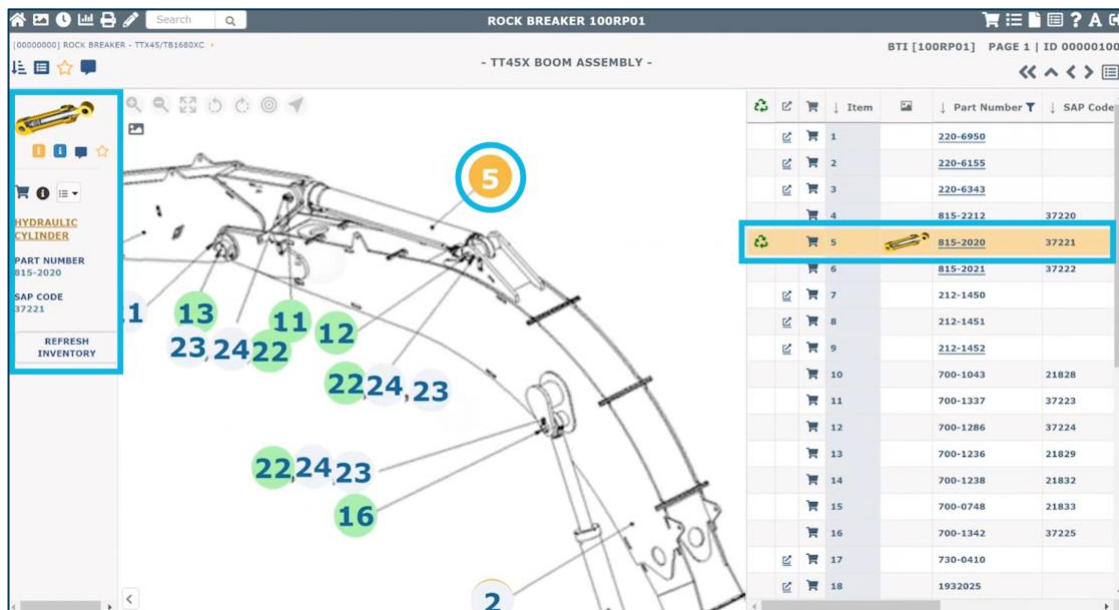 Search
ROCK BREAKER 100RP01
? A
[00000000] ROCK BREAKER - TTX45/TB1680XC
BTI [100RP01] PAGE 1 | ID 00000100
- TT45X BOOM ASSEMBLY -
HYDRAULIC
CYLINDER
PART NUMBER
815-2020
SAP CODE
37221
REFRESH
INVENTORY
5
13
11
12
23, 24, 22
22, 24, 23
22, 24, 23
16
2
Item Part Number SAP Code
1 220-6950
2 220-6155
3 220-6343
4 815-2212 37220
5 815-2020 37221
6 815-2021 37222
7 212-1450
8 212-1451
9 212-1452
10 700-1043 21828
11 700-1337 37223
12 700-1286 37224
13 700-1236 21829
14 700-1238 21832
15 700-0748 21833
16 700-1342 37225
17 730-0410
18 1932025